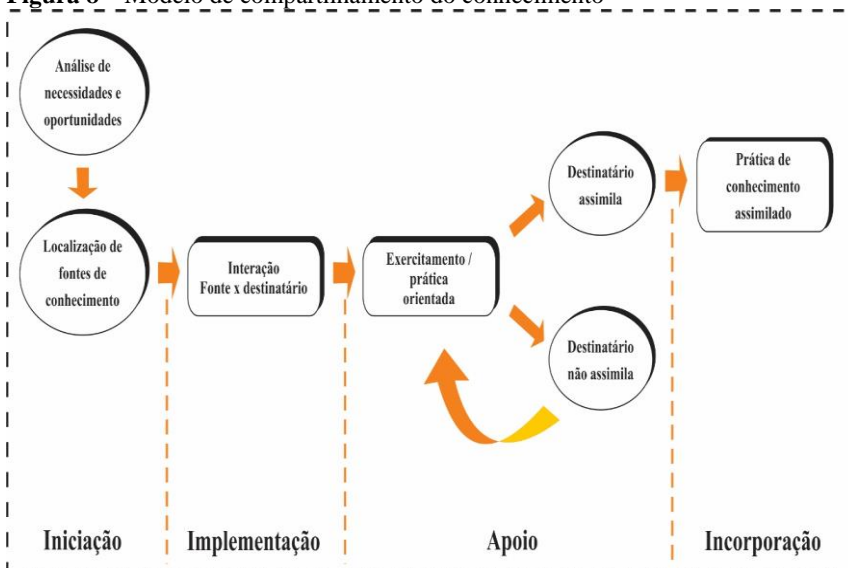 Figura 8 – Modelo de compartilhamento do conhecimento
Análise de
necessidades e
oportunidades
Localização de
fontes de
conhecimento
Interação
Fonte x destinatário
Exercitamento /
prática
orientada
Destinatário
assimila
Destinatário
não assimila
Prática de
conhecimento
assimilado
Iniciação
Implementação
Apoio
Incorporação